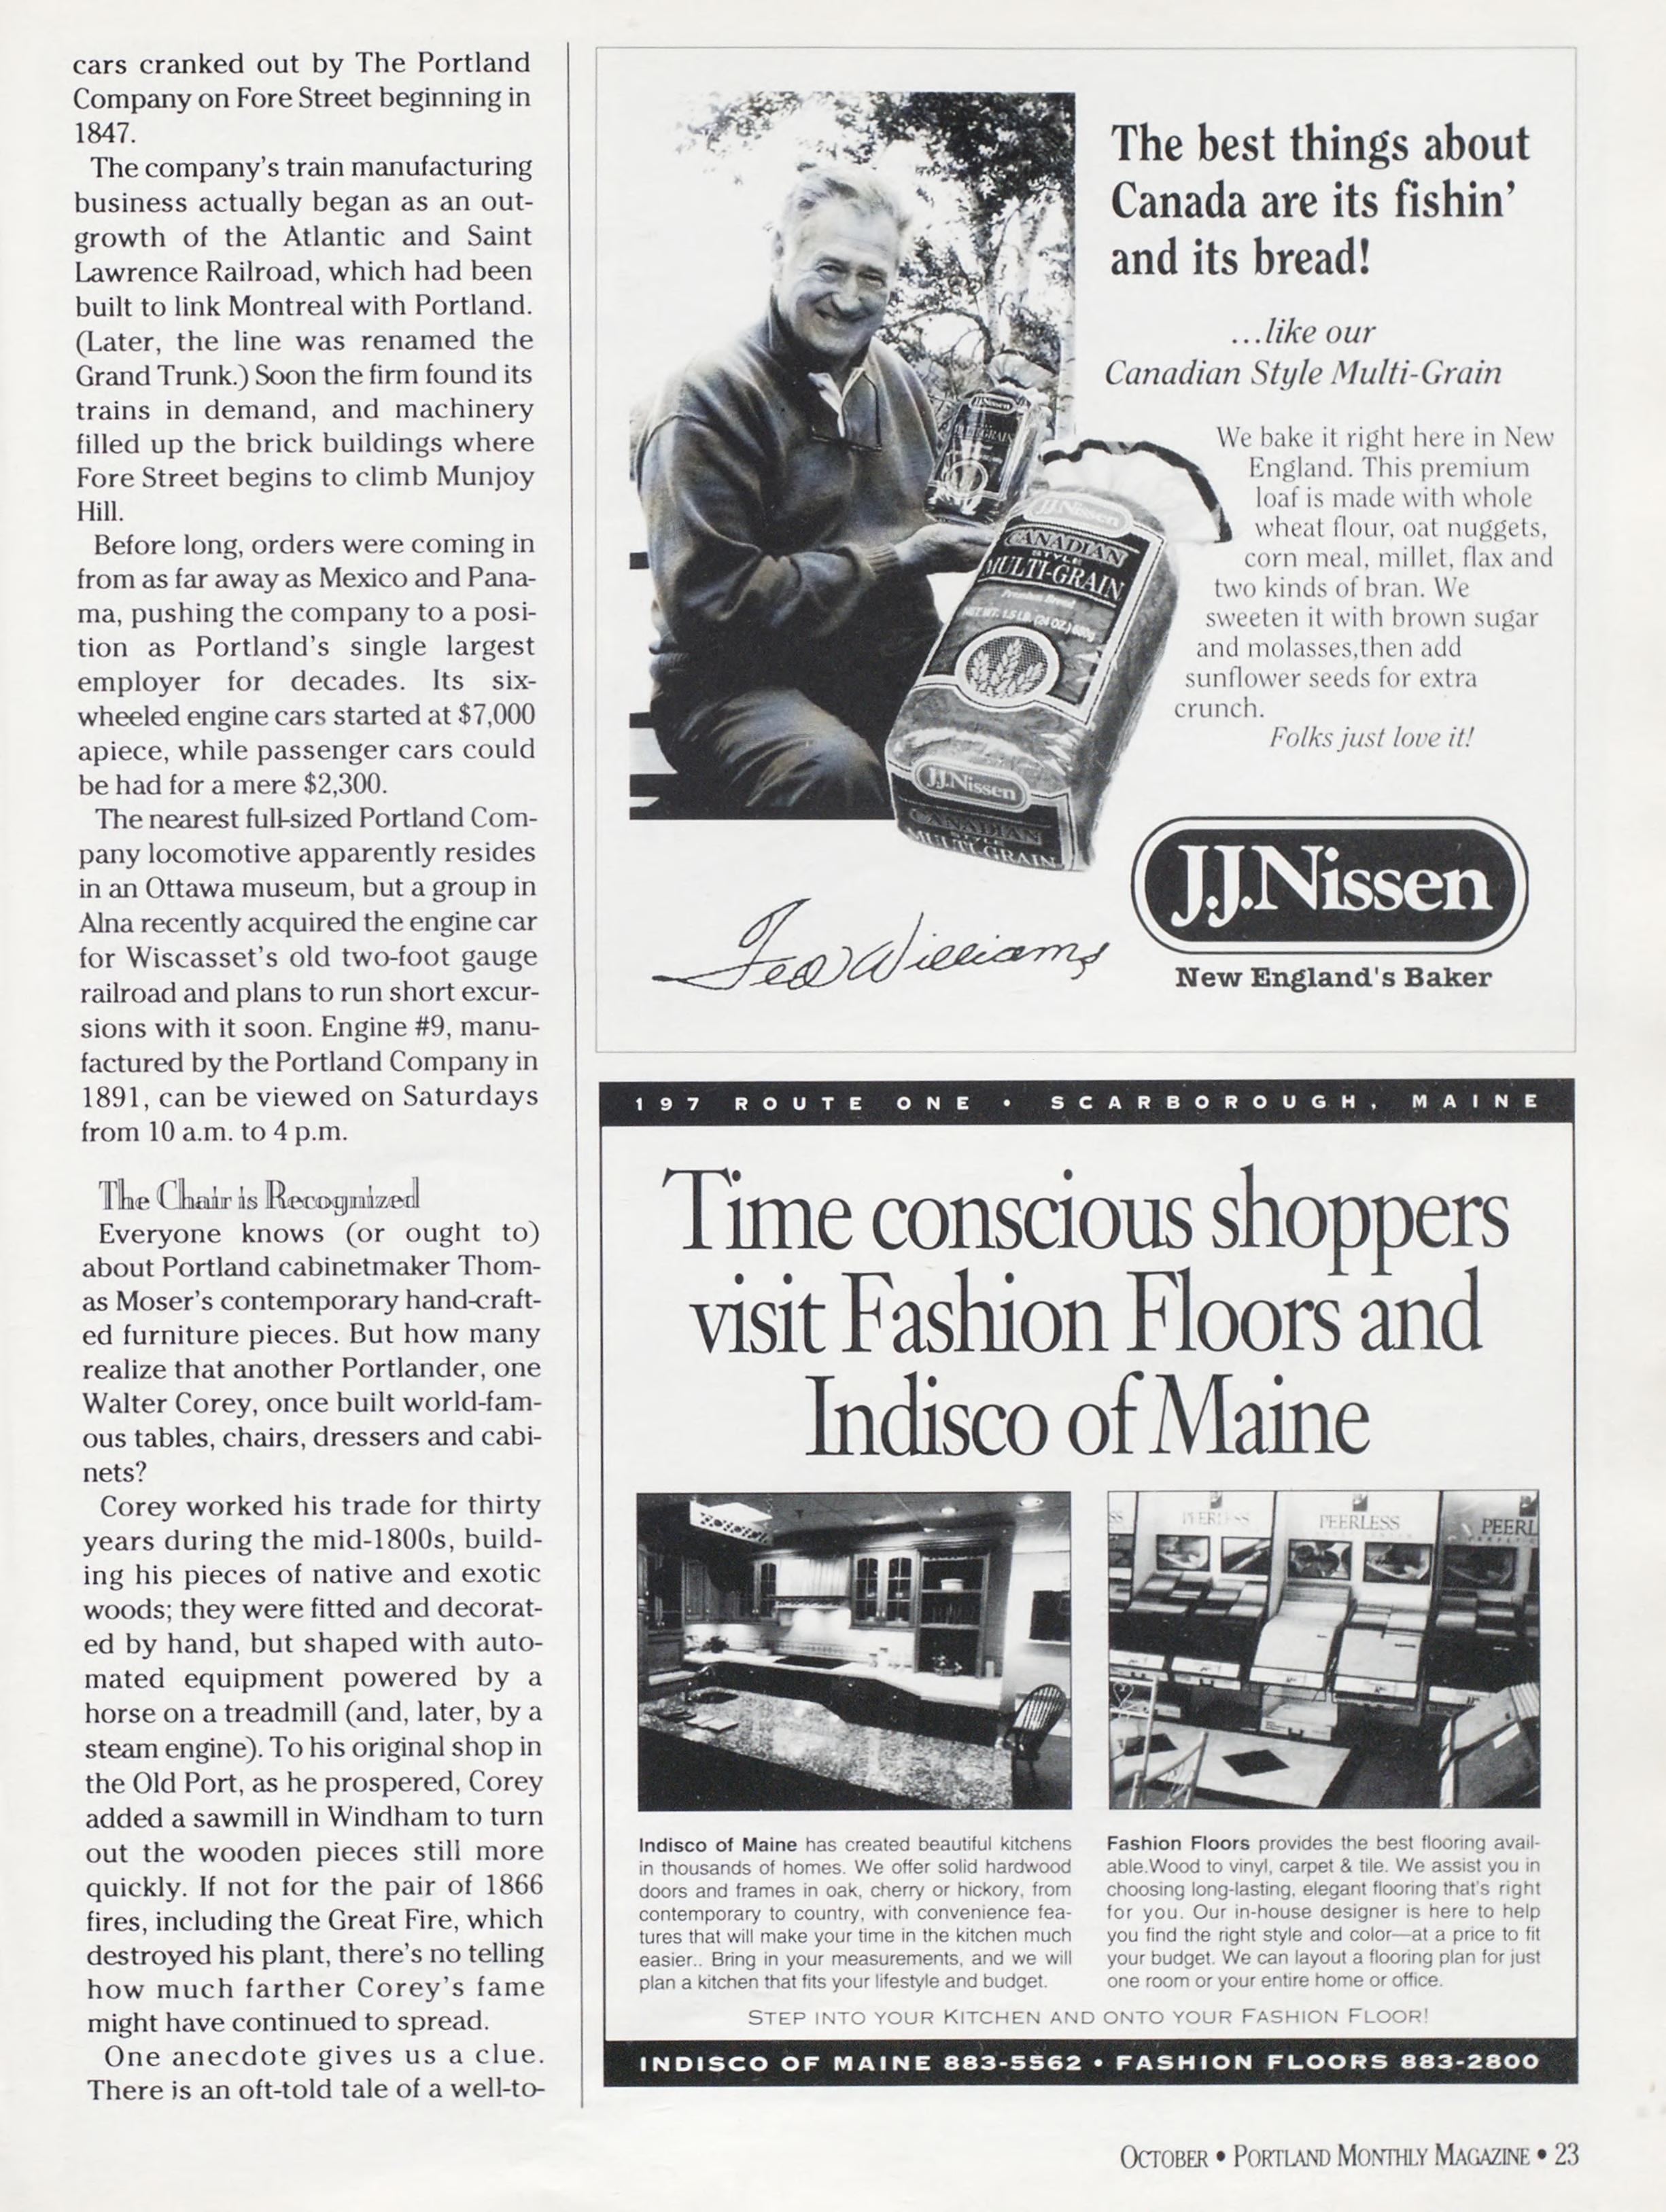 cars cranked out by The Portland
Company on Fore Street beginning in
1847.
The company's train manufacturing
business actually began as an out-
growth of the Atlantic and Saint
Lawrence Railroad, which had been
built to link Montreal with Portland.
(Later, the line was renamed the
Grand Trunk.) Soon the firm found its
trains in demand, and machinery
filled up the brick buildings where
Fore Street begins to climb Munjoy
Hill.
Before long, orders were coming in
from as far away as Mexico and Pana-
ma, pushing the company to a posi-
tion as Portland's single largest
employer for decades. Its six-
wheeled engine cars started at $7,000
apiece, while passenger cars could
be had for a mere $2,300.
The nearest full-sized Portland Com-
pany locomotive apparently resides
in an Ottawa museum, but a group in
Alna recently acquired the engine car
for Wiscasset's old two-foot gauge
railroad and plans to run short excur-
sions with it soon. Engine #9, manu-
factured by the Portland Company in
1891, can be viewed on Saturdays
from 10 a.m. to 4 p.m.
The Chair is Recognized
Everyone knows (or ought to)
about Portland cabinetmaker Thom-
as Moser's contemporary hand-craft-
ed furniture pieces. But how many
realize that another Portlander, one
Walter Corey, once built world-fam-
ous tables, chairs, dressers and cabi-
nets?
Corey worked his trade for thirty
years during the mid-1800s, build-
ing his pieces of native and exotic
woods; they were fitted and decorat-
ed by hand, but shaped with auto-
mated equipment powered by a
horse on a treadmill (and, later, by a
steam engine). To his original shop in
the Old Port, as he prospered, Corey
added a sawmill in Windham to turn
out the wooden pieces still more
quickly. If not for the pair of 1866
fires, including the Great Fire, which
destroyed his plant, there's no telling
how much farther Corey's fame
might have continued to spread.
One anecdote gives us a clue.
There is an oft-told tale of a well-to-
The best things about
Canada are its fishin'
and its bread!
...like our
Canadian Style Multi-Grain
We bake it right here in New
England. This premium
loaf is made with whole
wheat flour, oat nuggets,
corn meal, millet, flax and
two kinds of bran. We
sweeten it with brown sugar
and molasses,then add
sunflower seeds for extra
crunch.
Folks just love it!
J.J.Nissen
J.J.Nissen
CANADIAN
STYLE
MULTI-GRAIN
Premium Bread
NET WT. 1.5 LB. (24 OZ.) 680g
J.J.Nissen
CANADIAN
STYLE
MULTI-GRAIN
Ted Williams
J.J.Nissen
New England's Baker
197 ROUTE ONE • SCARBOROUGH, MAINE
Time conscious shoppers
visit Fashion Floors and
Indisco of Maine
PEERLESS
PEERLESS
PEERL
Indisco of Maine has created beautiful kitchens
in thousands of homes. We offer solid hardwood
doors and frames in oak, cherry or hickory, from
contemporary to country, with convenience fea-
tures that will make your time in the kitchen much
easier.. Bring in your measurements, and we will
plan a kitchen that fits your lifestyle and budget.
Fashion Floors provides the best flooring avail-
able.Wood to vinyl, carpet & tile. We assist you in
choosing long-lasting, elegant flooring that's right
for you. Our in-house designer is here to help
you find the right style and color—at a price to fit
your budget. We can layout a flooring plan for just
one room or your entire home or office.
STEP INTO YOUR KITCHEN AND ONTO YOUR FASHION FLOOR!
INDISCO OF MAINE 883-5562 • FASHION FLOORS 883-2800
OCTOBER • PORTLAND MONTHLY MAGAZINE • 23